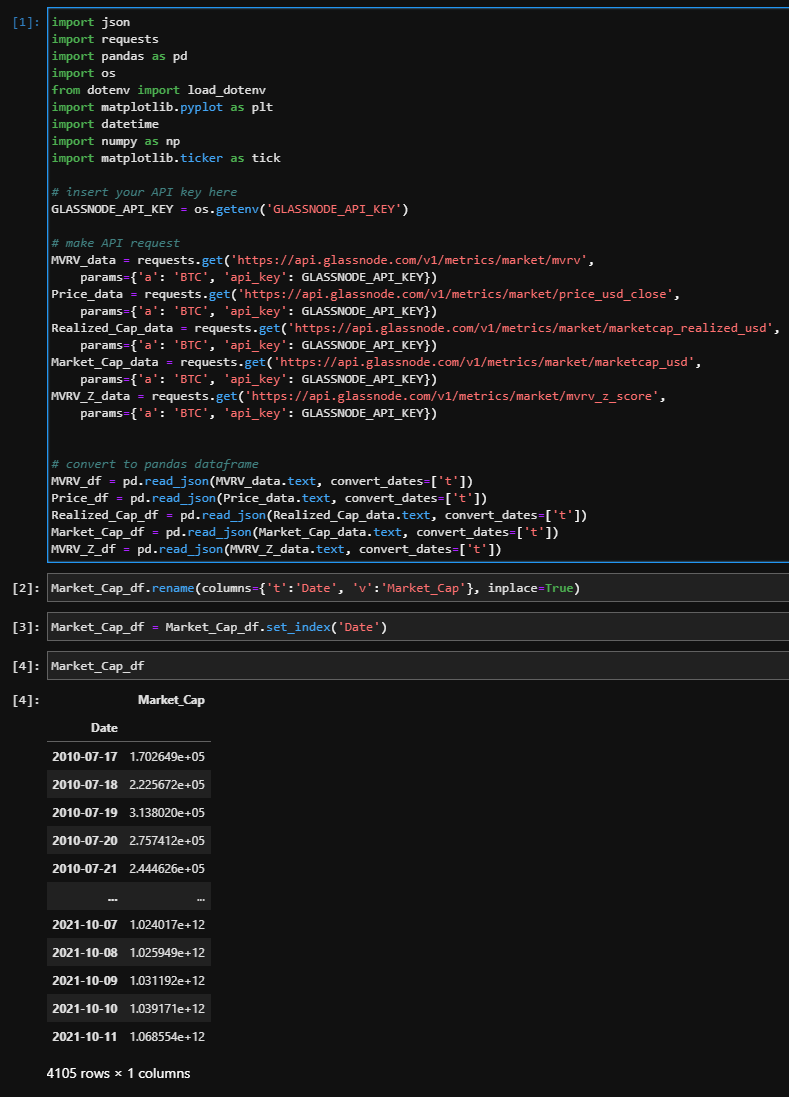 [1]: import json
import requests
import pandas as pd
import os
from dotenv import load_dotenv
import matplotlib.pyplot as plt
import datetime
import numpy as np
import matplotlib.ticker as tick
# insert your API key here
GLASSNODE_API_KEY = os.getenv('GLASSNODE_API_KEY')
# make API request
MVRV_data = requests.get('https://api.glassnode.com/v1/metrics/market/mvrv',
    params={'a': 'BTC', 'api_key': GLASSNODE_API_KEY})
Price_data = requests.get('https://api.glassnode.com/v1/metrics/market/price_usd_close',
    params={'a': 'BTC', 'api_key': GLASSNODE_API_KEY})
Realized_Cap_data = requests.get('https://api.glassnode.com/v1/metrics/market/marketcap_realized_usd',
    params={'a': 'BTC', 'api_key': GLASSNODE_API_KEY})
Market_Cap_data = requests.get('https://api.glassnode.com/v1/metrics/market/marketcap_usd',
    params={'a': 'BTC', 'api_key': GLASSNODE_API_KEY})
MVRV_Z_data = requests.get('https://api.glassnode.com/v1/metrics/market/mvrv_z_score',
    params={'a': 'BTC', 'api_key': GLASSNODE_API_KEY})
# convert to pandas dataframe
MVRV_df = pd.read_json(MVRV_data.text, convert_dates=['t'])
Price_df = pd.read_json(Price_data.text, convert_dates=['t'])
Realized_Cap_df = pd.read_json(Realized_Cap_data.text, convert_dates=['t'])
Market_Cap_df = pd.read_json(Market_Cap_data.text, convert_dates=['t'])
MVRV_Z_df = pd.read_json(MVRV_Z_data.text, convert_dates=['t'])
[2]: Market_Cap_df.rename(columns={'t':'Date', 'v':'Market_Cap'}, inplace=True)
[3]: Market_Cap_df = Market_Cap_df.set_index('Date')
[4]: Market_Cap_df
[4]: Market_Cap
Date
2010-07-17 1.702649e+05
2010-07-18 2.225672e+05
2010-07-19 3.138020e+05
2010-07-20 2.757412e+05
2010-07-21 2.444626e+05
... ...
2021-10-07 1.024017e+12
2021-10-08 1.025949e+12
2021-10-09 1.031192e+12
2021-10-10 1.039171e+12
2021-10-11 1.068554e+12
4105 rows × 1 columns